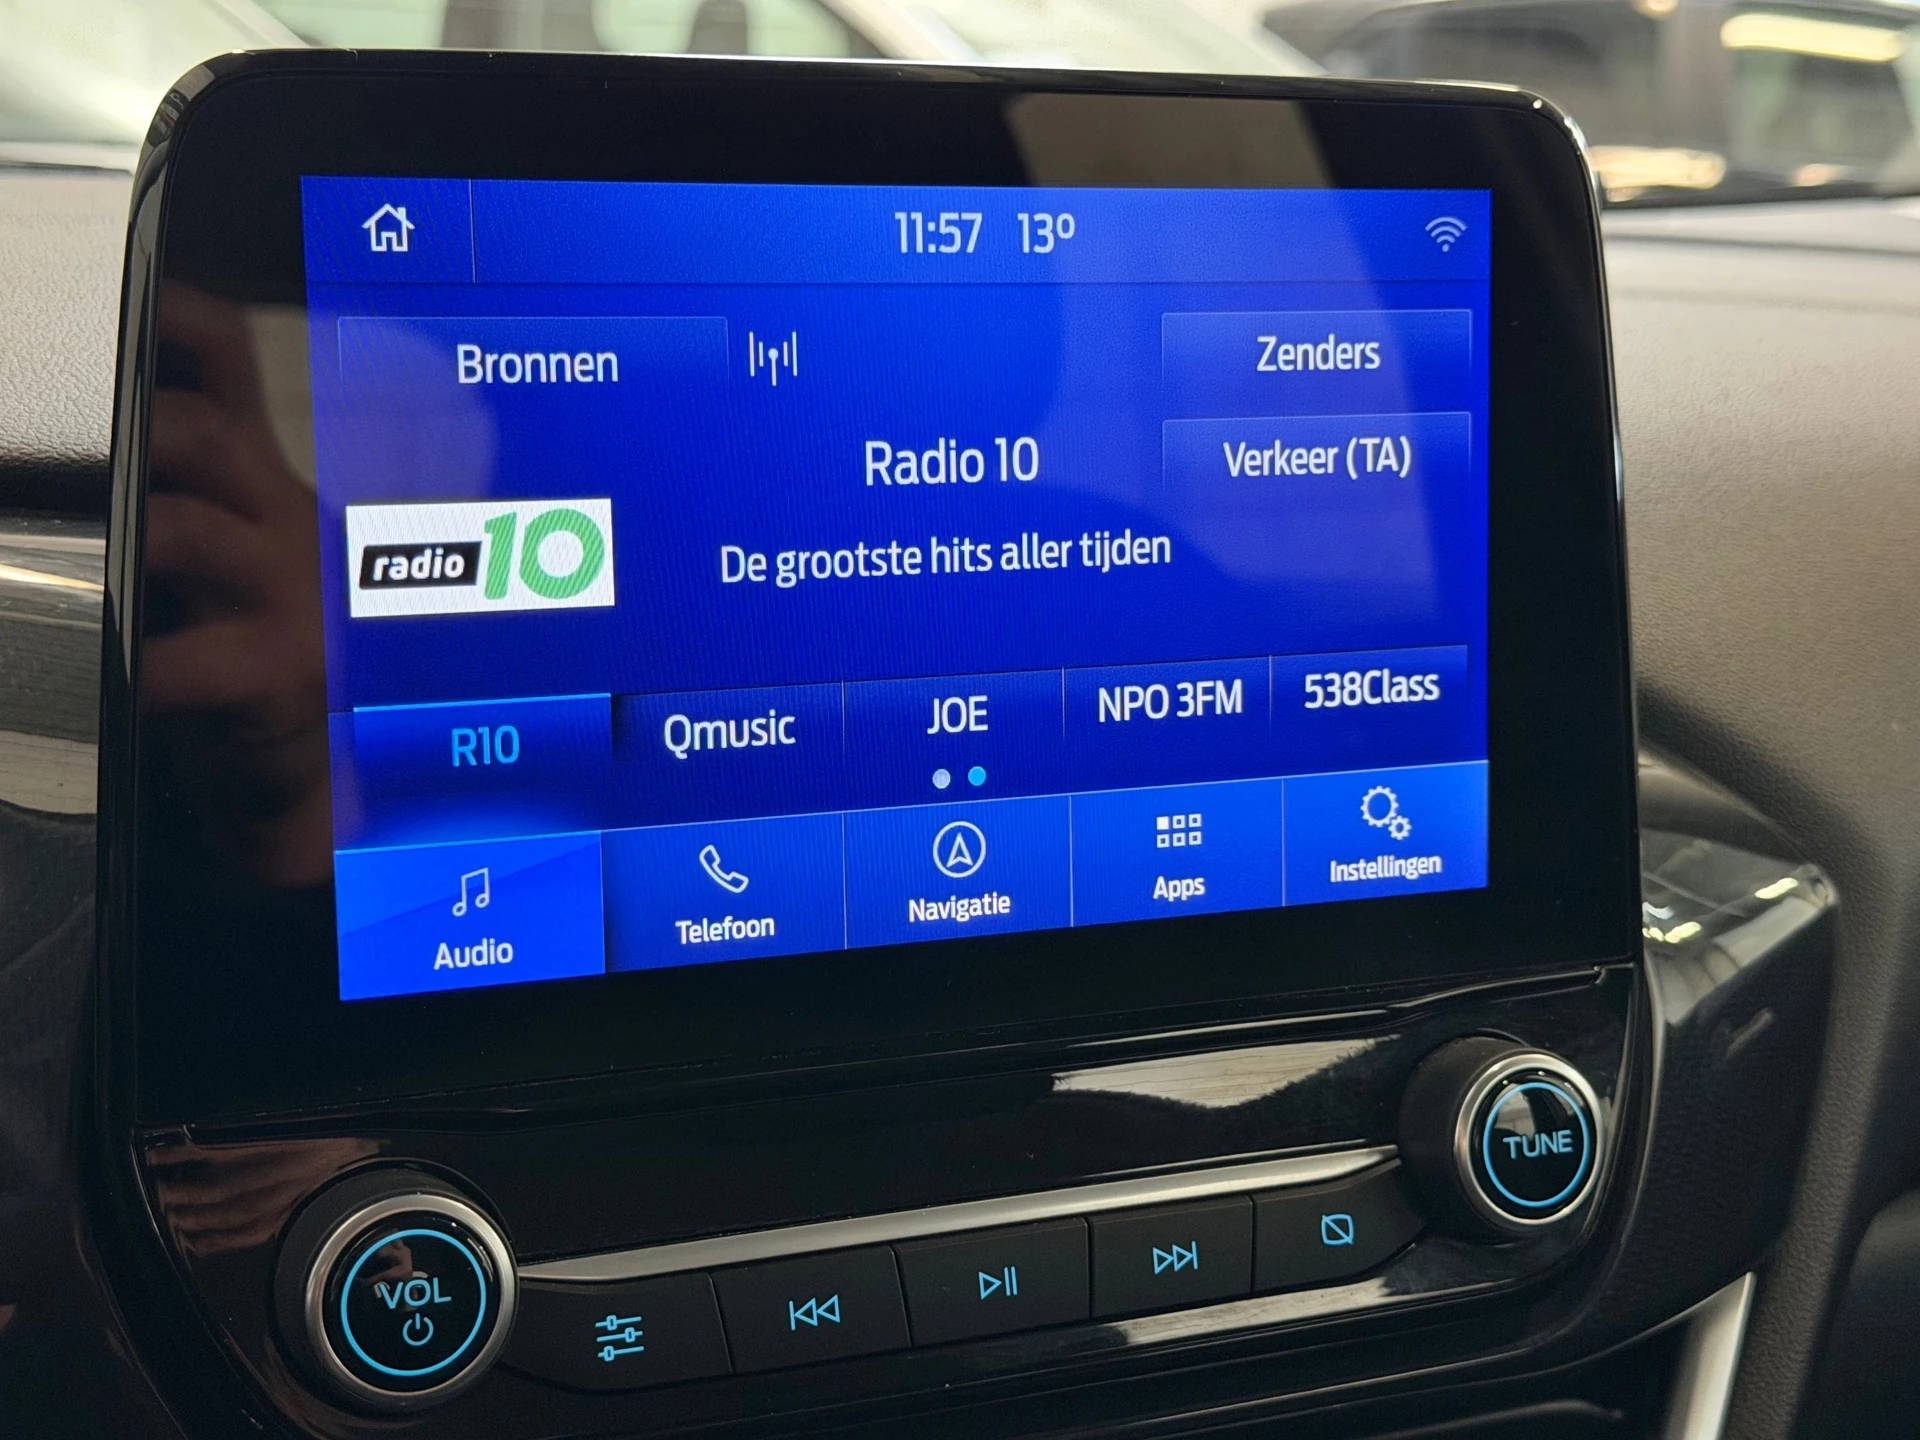 11:57 13º
Bronnen
Zenders
Radio 10
Verkeer (TA)
radio 10
De grootste hits aller tijden
R10
Qmusic
JOE
NPO 3FM
538Class
Audio
Telefoon
Navigatie
Apps
Instellingen
VOL
TUNE